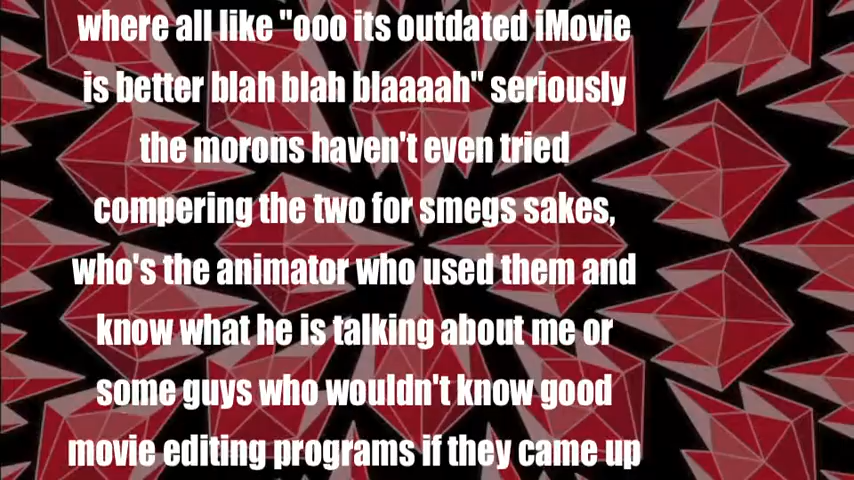 where all like "ooo its outdated iMovie
is better blah blah blaaaah" seriously
the morons haven't even tried
compering the two for smegs sakes,
who's the animator who used them and
know what he is talking about me or
some guys who wouldn't know good
movie editing programs if they came up